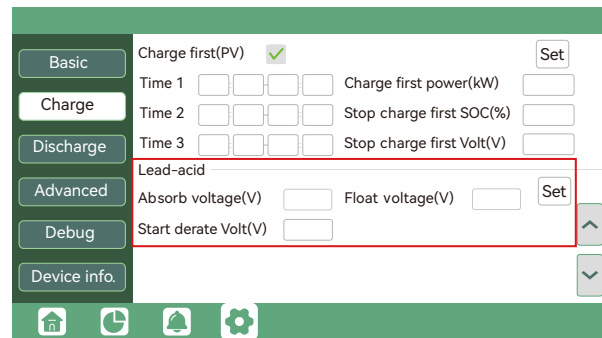 Basic
Charge
Discharge
Advanced
Debug
Device info.
Charge first(PV)
Set
Time 1
Charge first power(kW)
Time 2
Stop charge first SOC(%)
Time 3
Stop charge first Volt(V)
Lead-acid
Absorb voltage(V)
Float voltage(V)
Set
Start derate Volt(V)